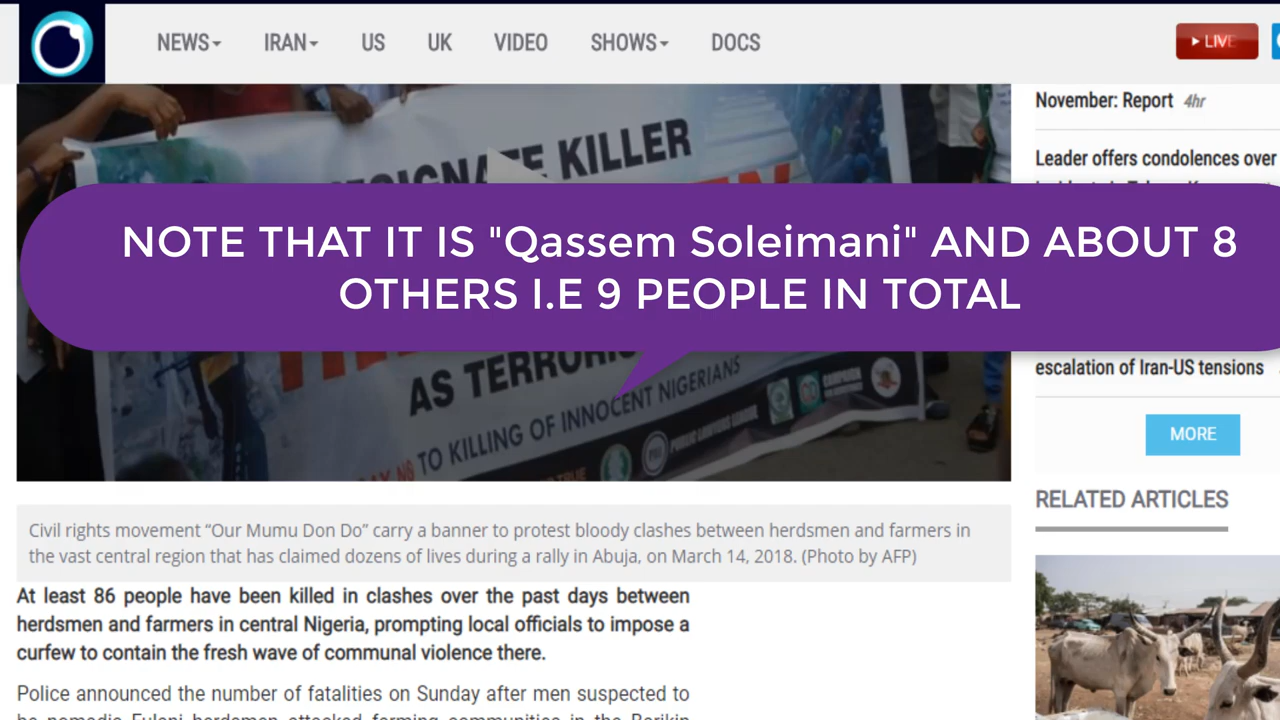 NEWS IRAN US UK VIDEO SHOWS DOCS LIVE
KILLER
NOTE THAT IT IS "Qassem Soleimani" AND ABOUT 8
OTHERS I.E 9 PEOPLE IN TOTAL
TO KILLING OF INNOCENT NIGERIANS
Civil rights movement “Our Mumu Don Do” carry a banner to protest bloody clashes between herdsmen and farmers in
the vast central region that has claimed dozens of lives during a rally in Abuja, on March 14, 2018. (Photo by AFP)
At least 86 people have been killed in clashes over the past days between
herdsmen and farmers in central Nigeria, prompting local officials to impose a
curfew to contain the fresh wave of communal violence there.
Police announced the number of fatalities on Sunday after men suspected to
November: Report 4hr
Leader offers condolences over
escalation of Iran-US tensions
MORE
RELATED ARTICLES